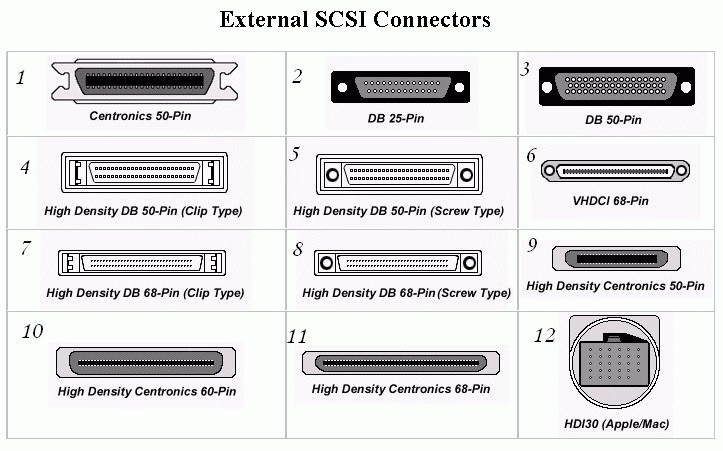 External SCSI Connectors
1
Centronics 50-Pin
2
DB 25-Pin
3
DB 50-Pin
4
High Density DB 50-Pin (Clip Type)
5
High Density DB 50-Pin (Screw Type)
6
VHDCI 68-Pin
7
High Density DB 68-Pin (Clip Type)
8
High Density DB 68-Pin (Screw Type)
9
High Density Centronics 50-Pin
10
High Density Centronics 60-Pin
11
High Density Centronics 68-Pin
12
HDI30 (Apple/Mac)